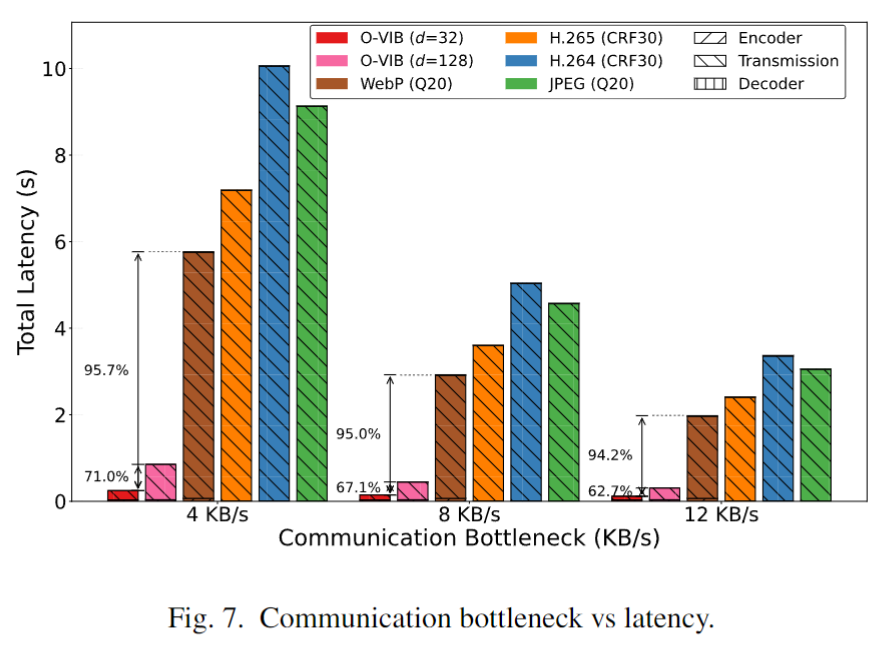 O-VIB (d=32)
O-VIB (d=128)
WebP (Q20)
H.265 (CRF30)
H.264 (CRF30)
JPEG (Q20)
Encoder
Transmission
Decoder
Total Latency (s)
10
8
6
4
2
0
95.7%
71.0%
95.0%
67.1%
94.2%
62.7%
4 KB/s
8 KB/s
12 KB/s
Communication Bottleneck (KB/s)
Fig. 7. Communication bottleneck vs latency.